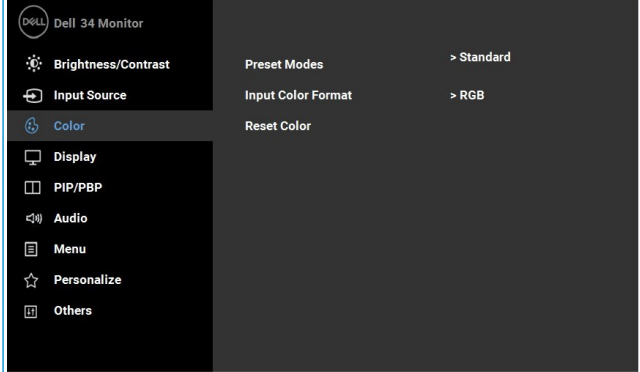 DELL Dell 34 Monitor
Brightness/Contrast
Preset Modes > Standard
Input Source
Input Color Format > RGB
Color
Reset Color
Display
PIP/PBP
Audio
Menu
Personalize
Others